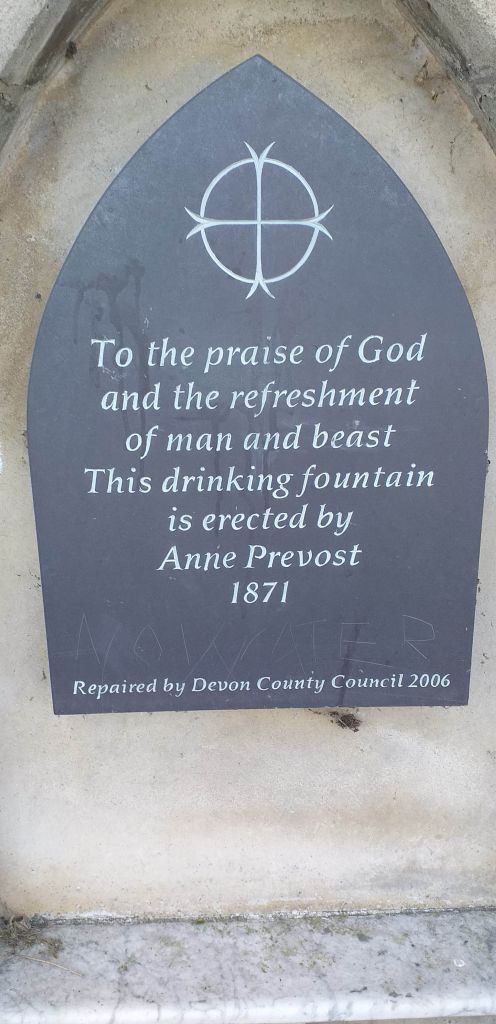 To the praise of God
and the refreshment
of man and beast
This drinking fountain
is erected by
Anne Prevost
1871
NO WATER
Repaired by Devon County Council 2006